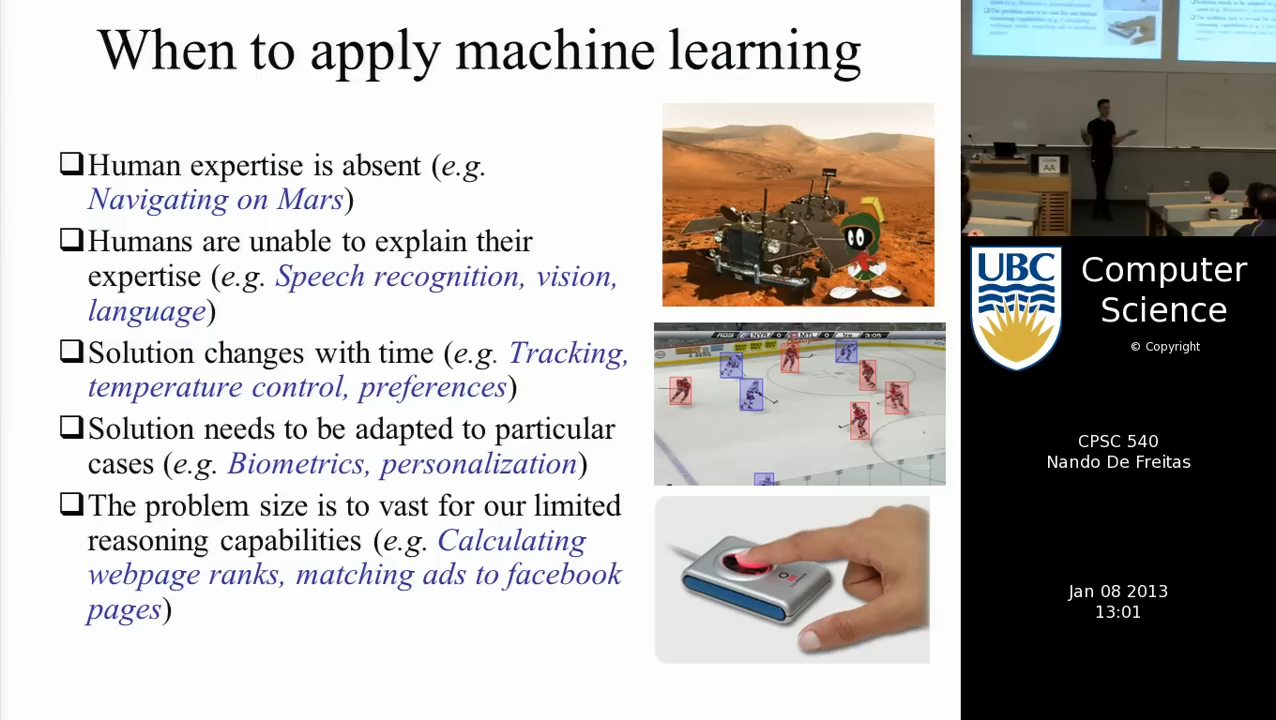 When to apply machine learning
❑Human expertise is absent (e.g.
Navigating on Mars)
❑Humans are unable to explain their
expertise (e.g. Speech recognition, vision,
language)
❑Solution changes with time (e.g. Tracking,
temperature control, preferences)
❑Solution needs to be adapted to particular
cases (e.g. Biometrics, personalization)
❑The problem size is to vast for our limited
reasoning capabilities (e.g. Calculating
webpage ranks, matching ads to facebook
pages)
AA
UBC
Computer
Science
© Copyright
CPSC 540
Nando De Freitas
Jan 08 2013
13:01